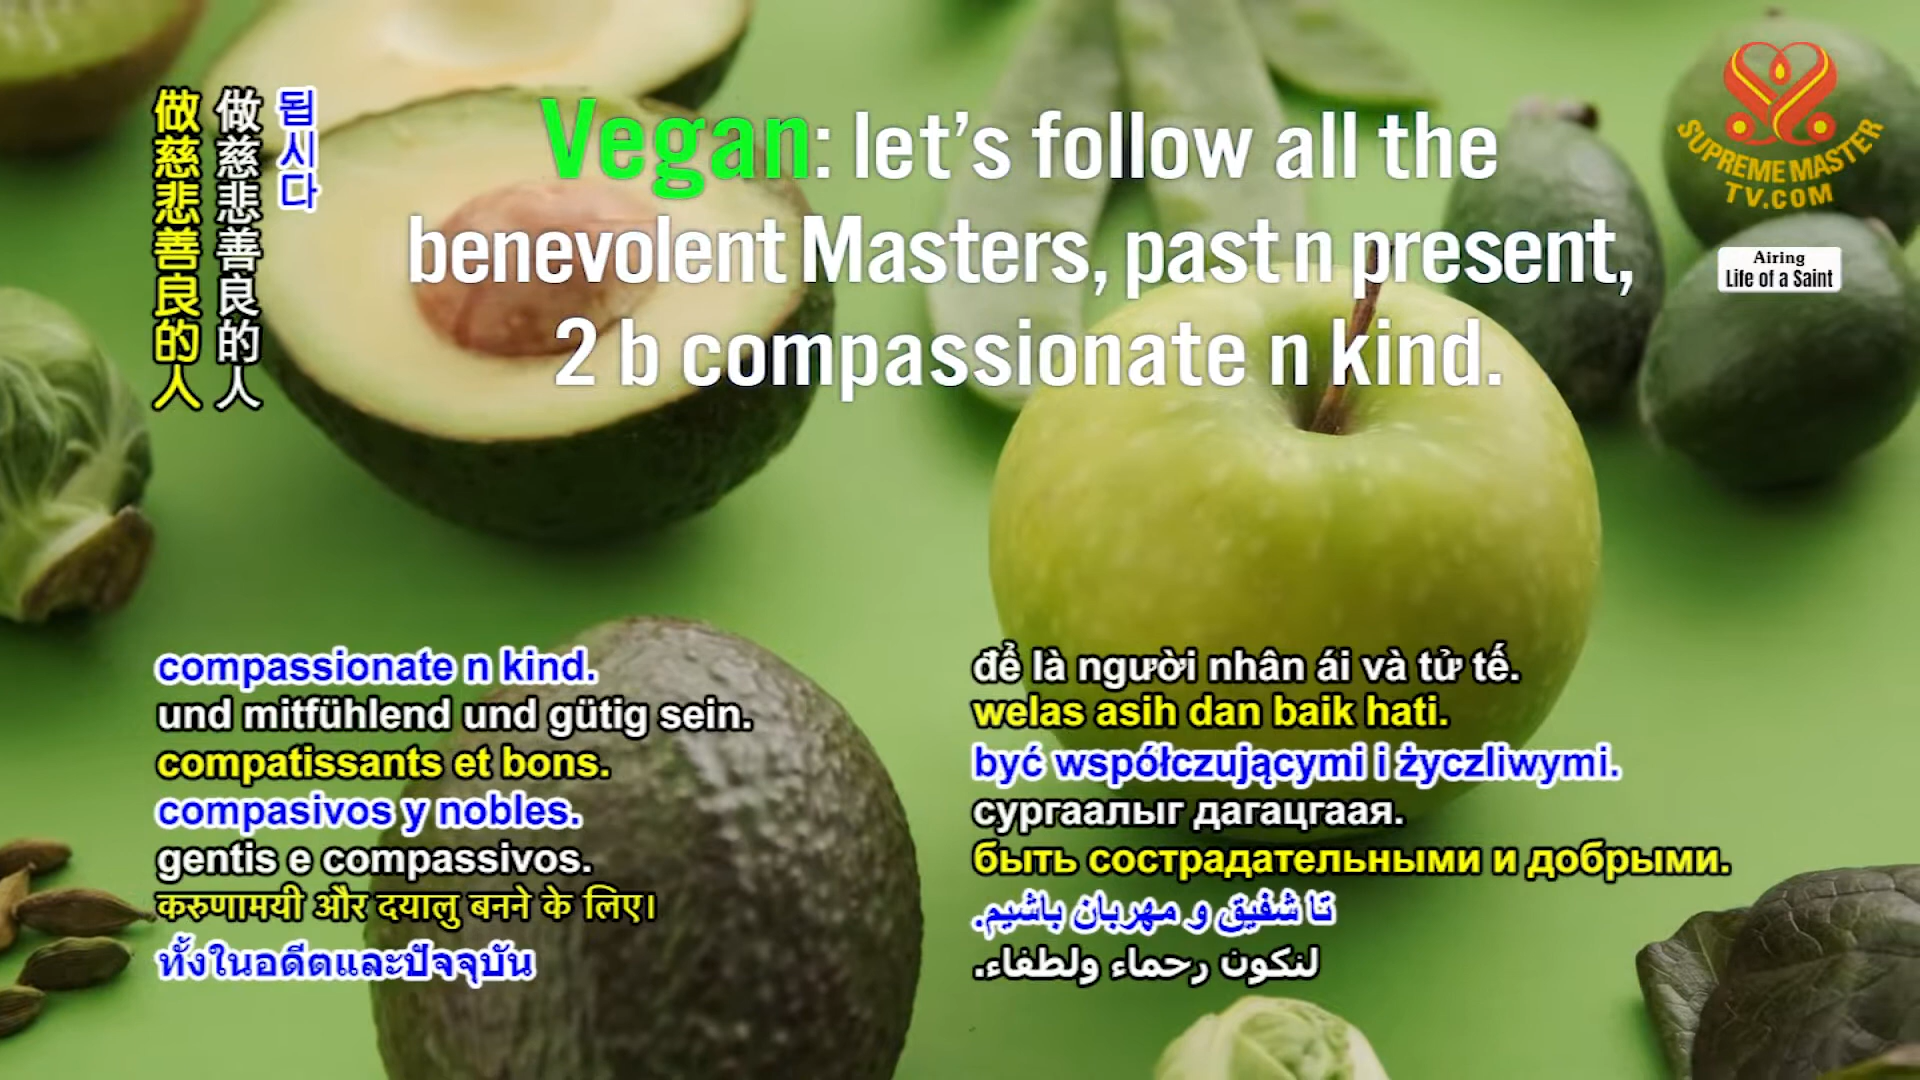 됩시다
做慈悲善良的人
做慈悲善良的人
Vegan: let's follow all the
benevolent Masters, past n present,
2 b compassionate n kind.
SUPREME MASTER
TV.COM
Airing
Life of a Saint
compassionate n kind.
und mitfühlend und gütig sein.
compatissants et bons.
compasivos y nobles.
gentis e compassivos.
करुणामयी और दयालु बनने के लिए।
ทั้งในอดีตและปัจจุบัน
để là người nhân ái và tử tế.
welas asih dan baik hati.
być współczującymi i życzliwymi.
сургаалыг дагацгаая.
быть сострадательными и добрыми.
تا شفیق و مهربان باشیم.
لنكون رحماء ولطفاء.